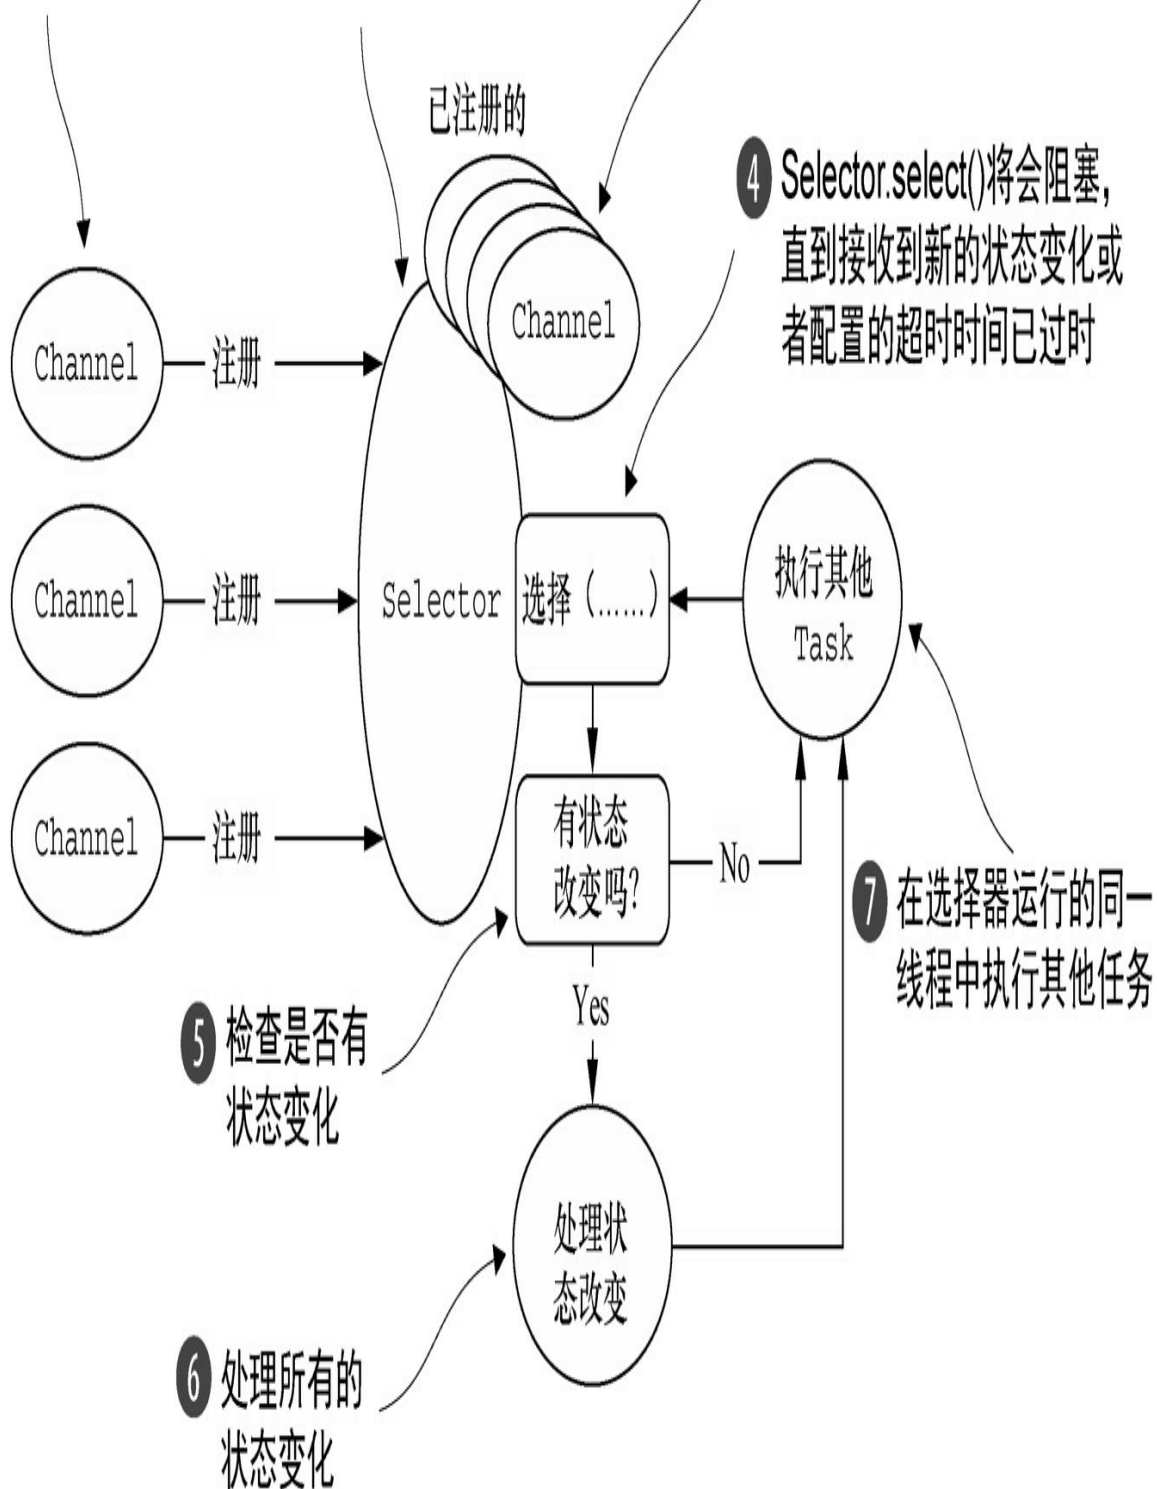 已注册的
4 Selector.select()将会阻塞,
直到接收到新的状态变化或
者配置的超时时间已过时
Channel
Channel
注册
执行其他
Task
Channel
注册
Selector
选择（……）
有状态
改变吗？
Channel
注册
No
7 在选择器运行的同一
线程中执行其他任务
Yes
5 检查是否有
状态变化
处理状
态改变
6 处理所有的
状态变化